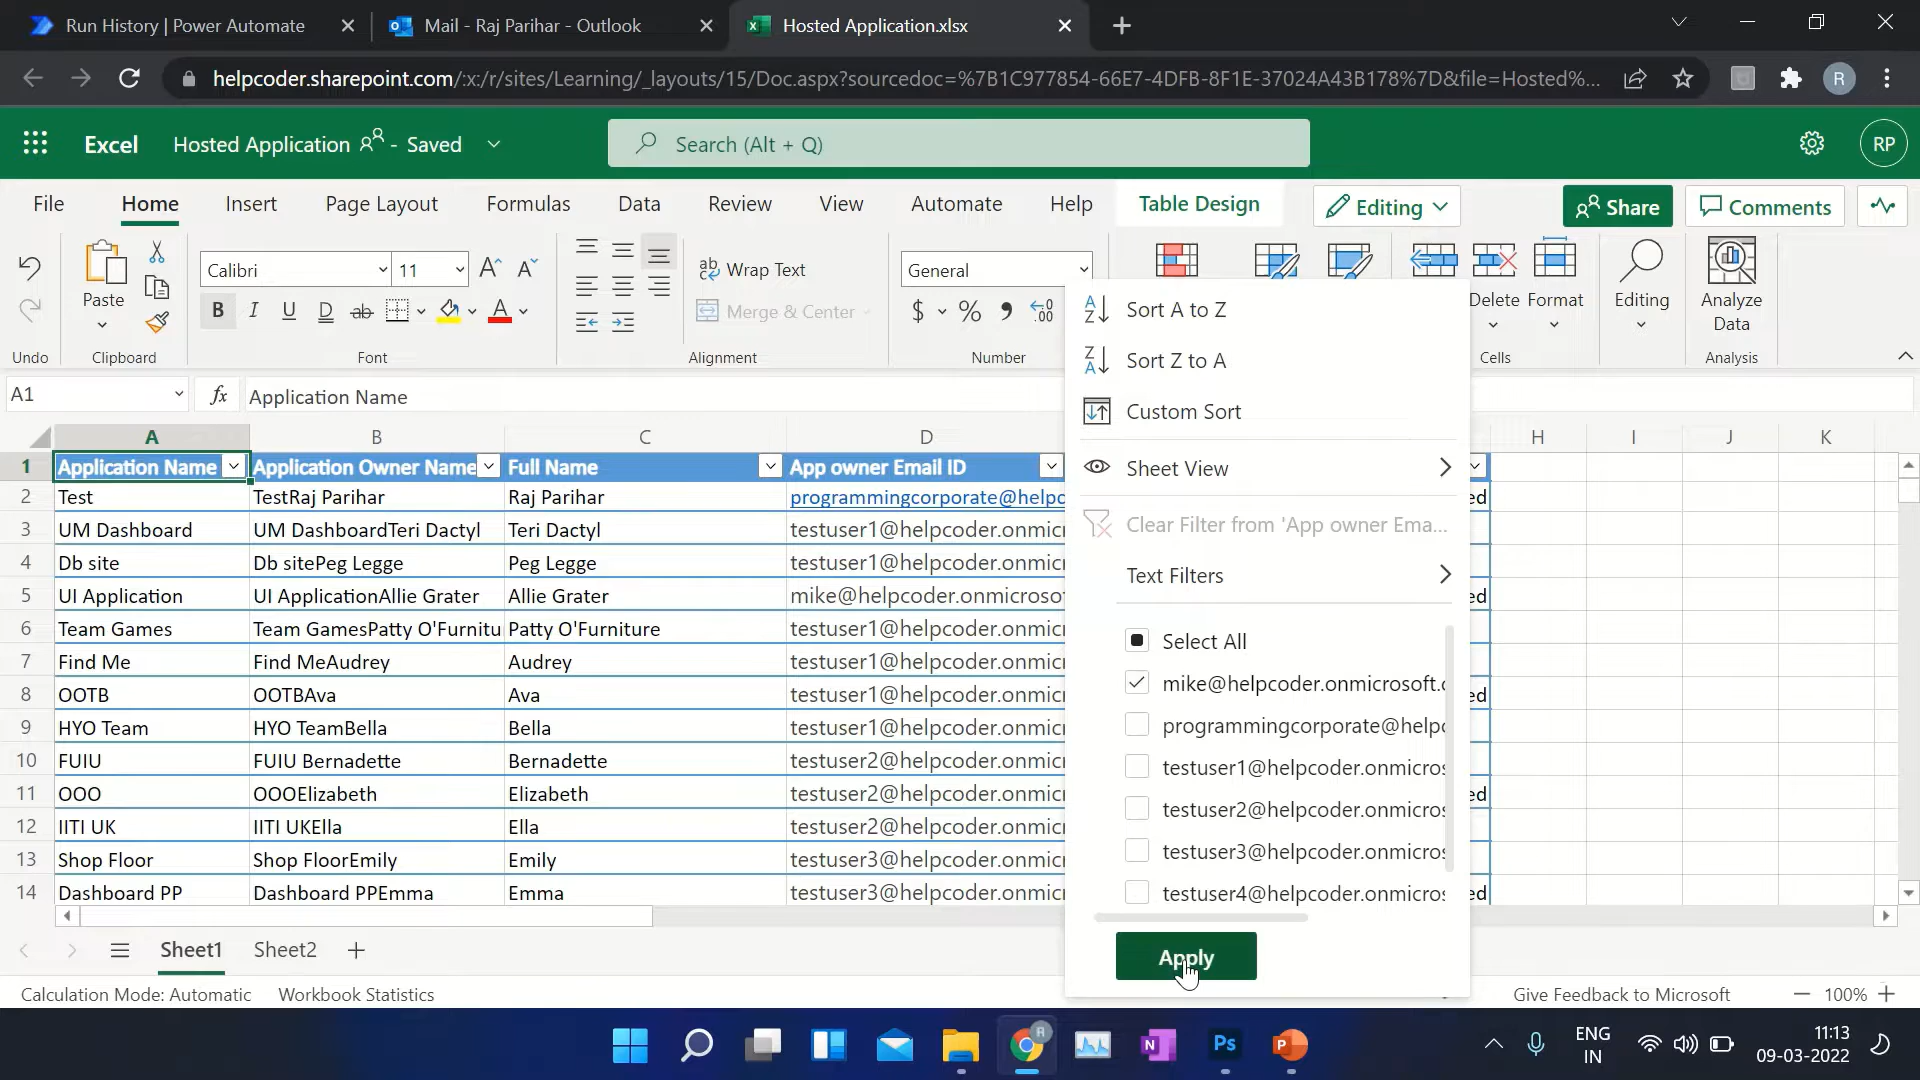 Run History | Power Automate
Mail - Raj Parihar - Outlook
Hosted Application.xlsx
helpcoder.sharepoint.com/:x:/r/sites/Learning/_layouts/15/Doc.aspx?sourcedoc=%7B1C977854-66E7-4DFB-8F1E-37024A43B178%7D&file=Hosted%...
R
Excel
Hosted Application - Saved
Search (Alt + Q)
RP
File
Home
Insert
Page Layout
Formulas
Data
Review
View
Automate
Help
Table Design
Editing
Share
Comments
Paste
Calibri
11
Wrap Text
Merge & Center
General
Delete
Format
Editing
Analyze
Data
Undo
Clipboard
Font
Alignment
Number
Cells
Analysis
A1
fx
Application Name
A B C D H I J K
1 Application Name Application Owner Name Full Name App owner Email ID
2 Test TestRaj Parihar Raj Parihar programmingcorporate@helpc ed
3 UM Dashboard UM DashboardTeri Dactyl Teri Dactyl testuser1@helpcoder.onmicr
4 Db site Db sitePeg Legge Peg Legge testuser1@helpcoder.onmicr
5 UI Application UI ApplicationAllie Grater Allie Grater mike@helpcoder.onmicrosof ed
6 Team Games Team GamesPatty O'Furnitu Patty O'Furniture testuser1@helpcoder.onmicr
7 Find Me Find MeAudrey Audrey testuser1@helpcoder.onmicr
8 OOTB OOTBAva Ava testuser1@helpcoder.onmicr ed
9 HYO Team HYO TeamBella Bella testuser1@helpcoder.onmicr
10 FUIU FUIU Bernadette Bernadette testuser2@helpcoder.onmicr
11 OOO OOOElizabeth Elizabeth testuser2@helpcoder.onmicr ed
12 IITI UK IITI UKElla Ella testuser2@helpcoder.onmicr
13 Shop Floor Shop FloorEmily Emily testuser3@helpcoder.onmicr
14 Dashboard PP Dashboard PPEmma Emma testuser3@helpcoder.onmicr ed
Sort A to Z
Sort Z to A
Custom Sort
Sheet View
Clear Filter from 'App owner Ema...
Text Filters
Select All
mike@helpcoder.onmicrosoft.c
programmingcorporate@helpc
testuser1@helpcoder.onmicros
testuser2@helpcoder.onmicros
testuser3@helpcoder.onmicros
testuser4@helpcoder.onmicros
Apply
Sheet1
Sheet2
Calculation Mode: Automatic
Workbook Statistics
Give Feedback to Microsoft
100%
ENG
IN
11:13
09-03-2022